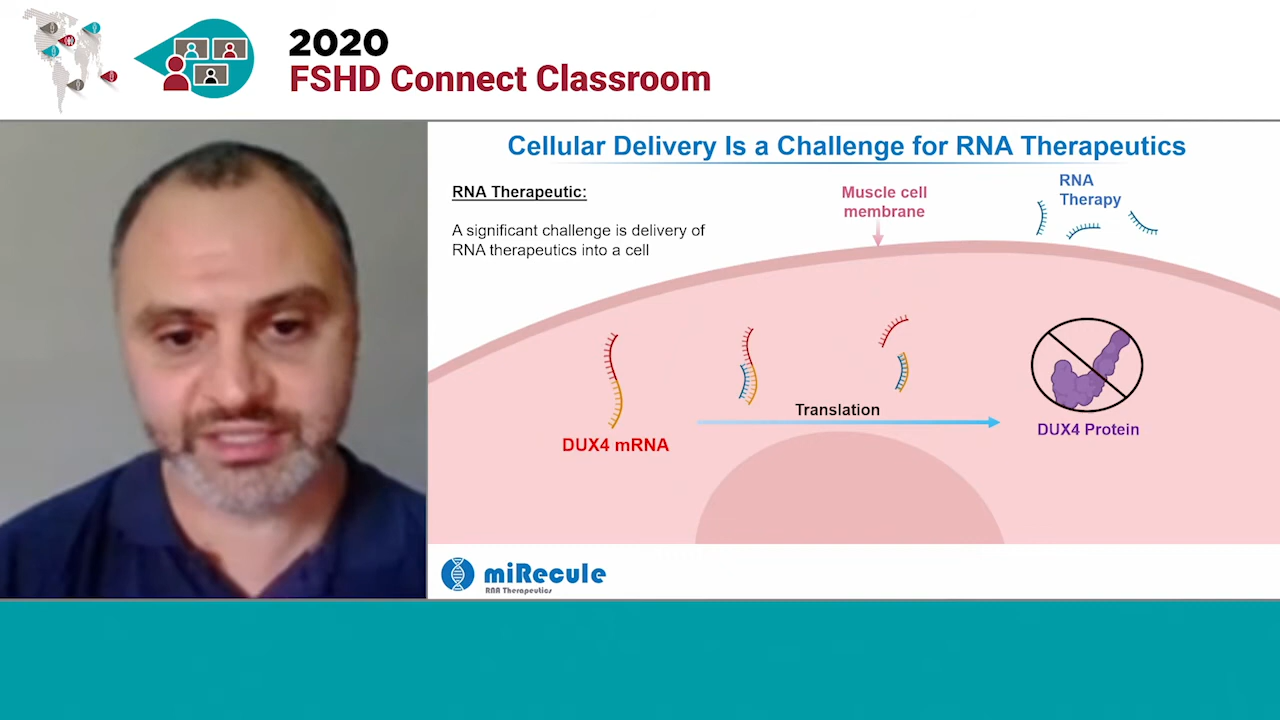 2020
FSHD Connect Classroom
Cellular Delivery Is a Challenge for RNA Therapeutics
RNA Therapeutic:
A significant challenge is delivery of
RNA therapeutics into a cell
Muscle cell
membrane
RNA
Therapy
Translation
DUX4 mRNA
DUX4 Protein
miRecule
RNA Therapeutics